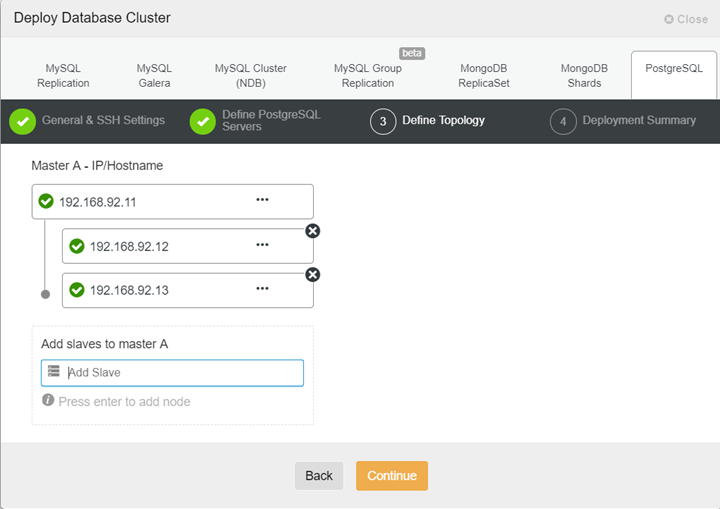 Deploy Database Cluster
Close
beta
MySQL
Replication
MySQL
Galera
MySQL Cluster
(NDB)
MySQL Group
Replication
MongoDB
ReplicaSet
MongoDB
Shards
PostgreSQL
General & SSH Settings
Define PostgreSQL
Servers
3
Define Topology
4
Deployment Summary
Master A - IP/Hostname
192.168.92.11 ...
192.168.92.12 ...
192.168.92.13 ...
Add slaves to master A
Add Slave
Press enter to add node
Back
Continue